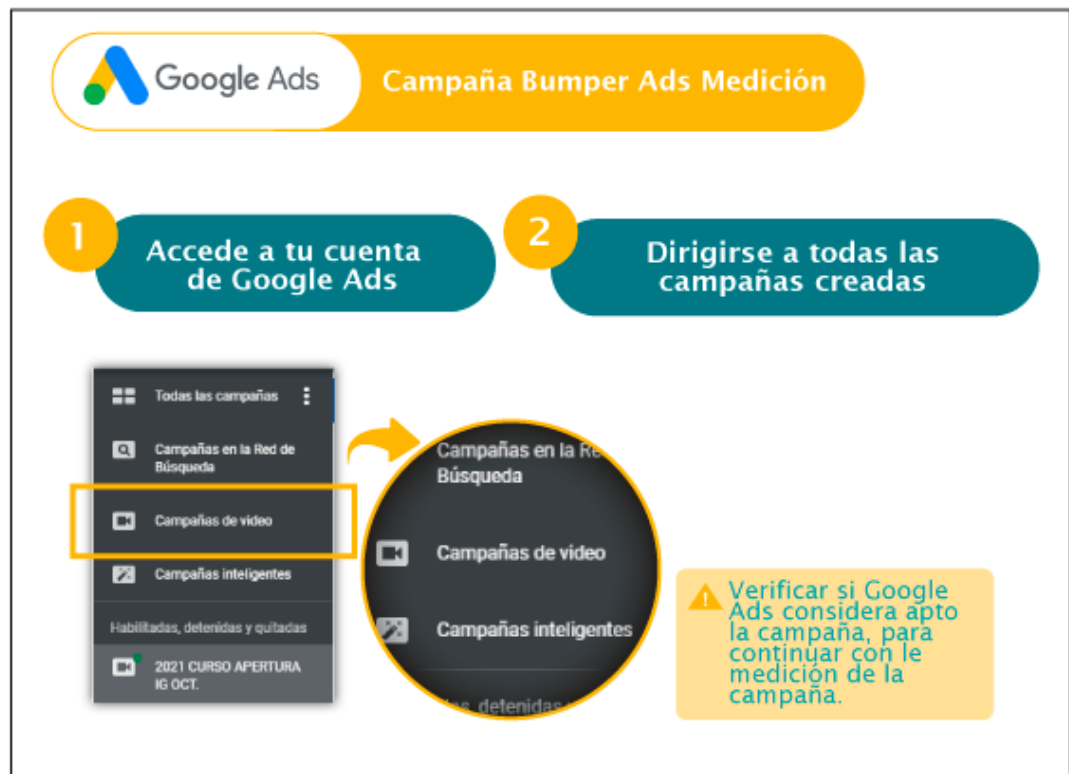 Google Ads
Campaña Bumper Ads Medición
1
Accede a tu cuenta
de Google Ads
2
Dirigirse a todas las
campañas creadas
Todas las campañas
Campañas en la Red de
Búsqueda
Campañas de video
Campañas inteligentes
Habilitadas, detenidas y quitadas
2021 CURSO APERTURA
IG OCT.
Campañas en la Re
Búsqueda
Campañas de video
Campañas inteligentes
detenidas
Verificar si Google
Ads considera apto
la campaña, para
continuar con le
medición de la
campaña.